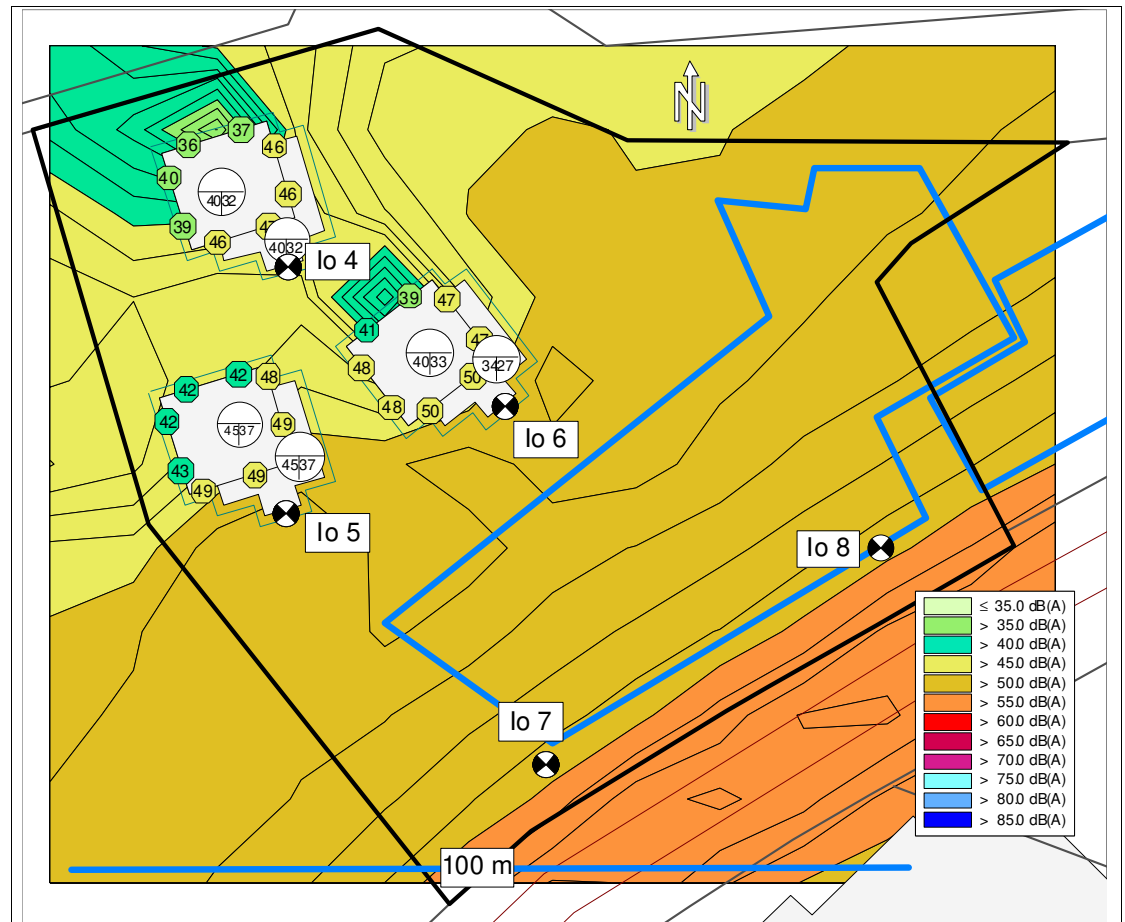 N
37
36
46
40
46
4032
39
47
46
4032
Io 4
39
47
41
47
4033
3427
48
50
42
48
42
48
50
Io 6
42
49
4537
4537
43
49
49
Io 5
Io 8
≤ 35.0 dB(A)
> 35.0 dB(A)
> 40.0 dB(A)
> 45.0 dB(A)
> 50.0 dB(A)
> 55.0 dB(A)
> 60.0 dB(A)
> 65.0 dB(A)
> 70.0 dB(A)
> 75.0 dB(A)
> 80.0 dB(A)
> 85.0 dB(A)
Io 7
100 m